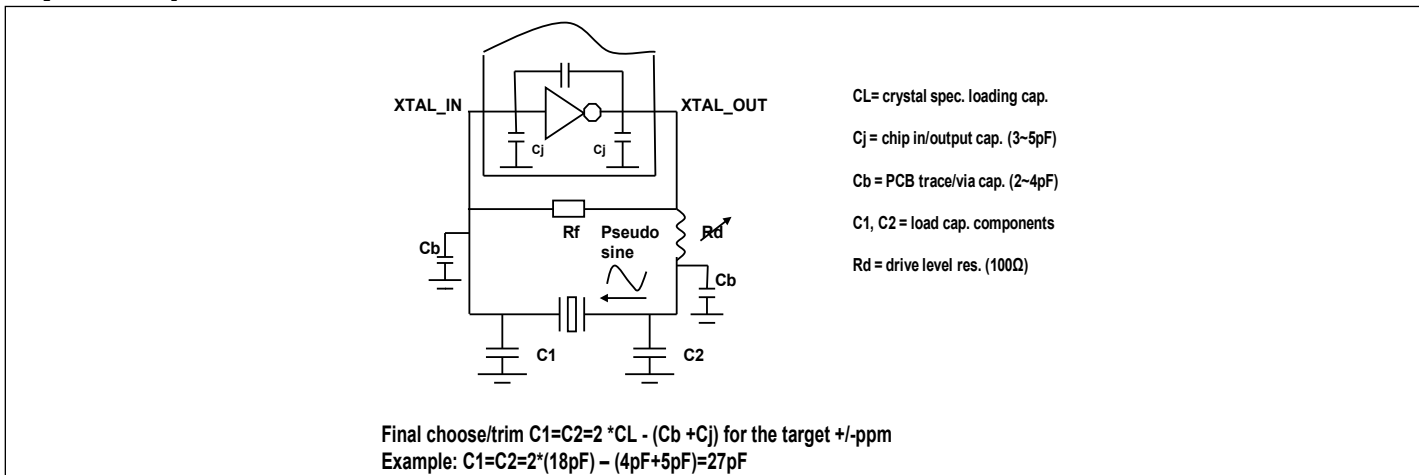 XTAL_IN
XTAL_OUT
Cj
Cj
Rf
Pseudo
sine
Rd
Cb
Cb
C1
C2
CL= crystal spec. loading cap.
Cj = chip in/output cap. (3~5pF)
Cb = PCB trace/via cap. (2~4pF)
C1, C2 = load cap. components
Rd = drive level res. (100Ω)
Final choose/trim C1=C2=2 *CL - (Cb +Cj) for the target +/-ppm
Example: C1=C2=2*(18pF) – (4pF+5pF)=27pF